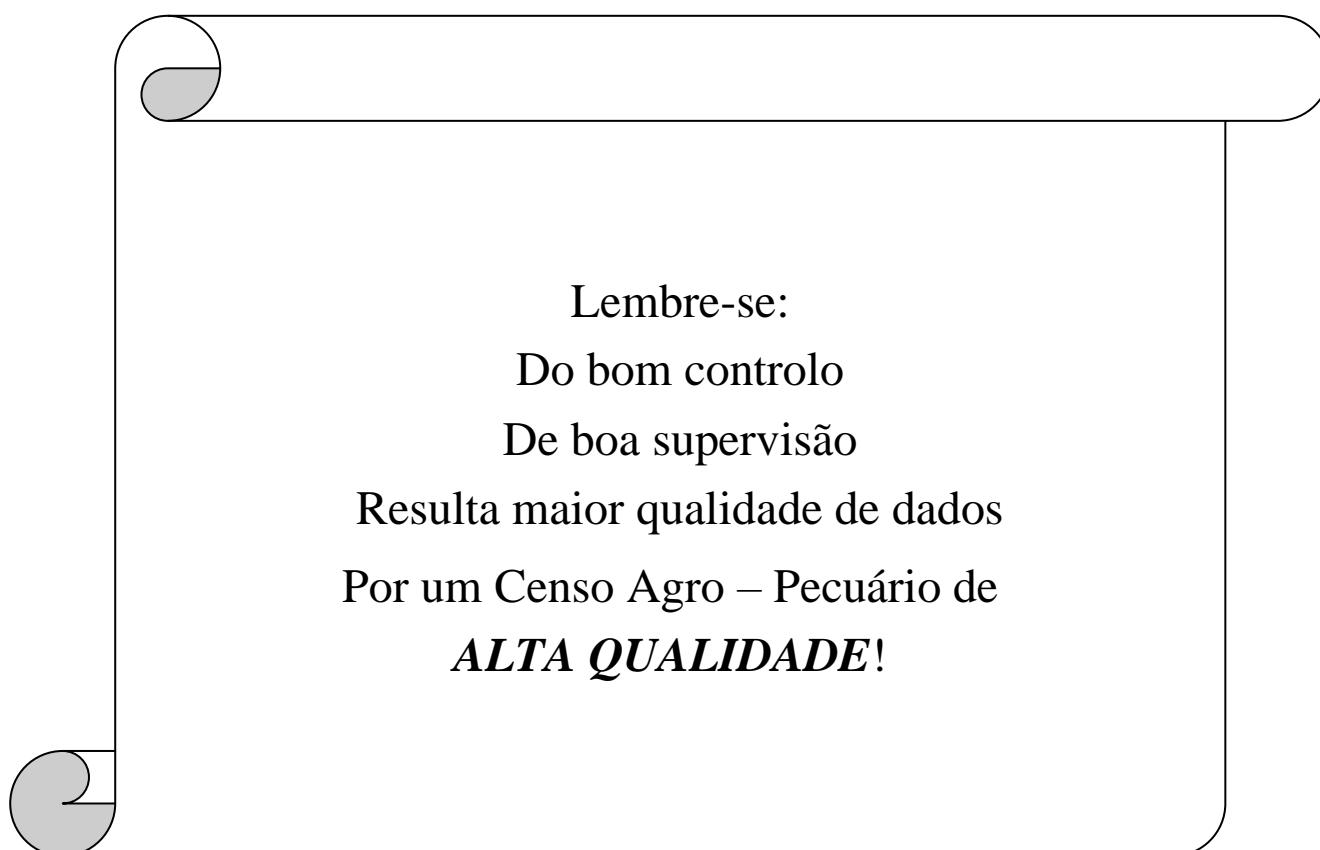 Lembre-se:
Do bom controlo
De boa supervisão
Resulta maior qualidade de dados
Por um Censo Agro – Pecuário de
ALTA QUALIDADE!